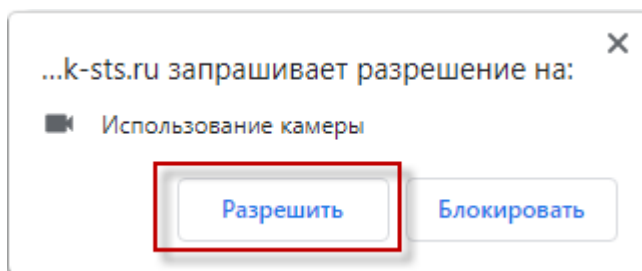 ...k-sts.ru запрашивает разрешение на:
Использование камеры
Разрешить Блокировать